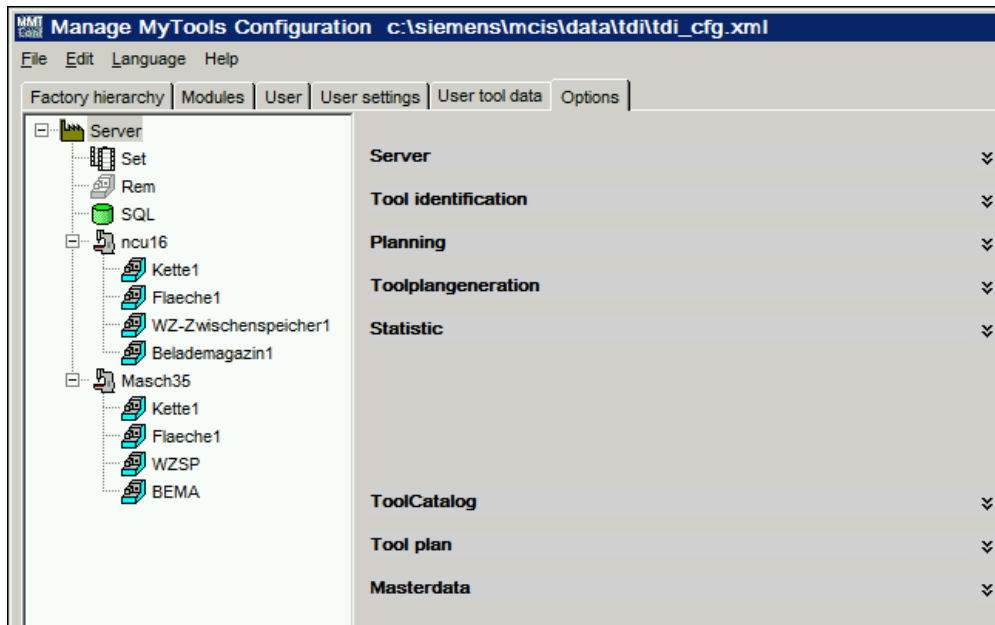 MMT Conf Manage MyTools Configuration c:\siemens\mcis\data\tdi\tdi_cfg.xml
File Edit Language Help
Factory hierarchy Modules User User settings User tool data Options
Server
Set
Rem
SQL
ncu16
Kette1
Flaeche1
WZ-Zwischenspeicher1
Belademagazin1
Masch35
Kette1
Flaeche1
WZSP
BEMA
Server
Tool identification
Planning
Toolplangeneration
Statistic
ToolCatalog
Tool plan
Masterdata